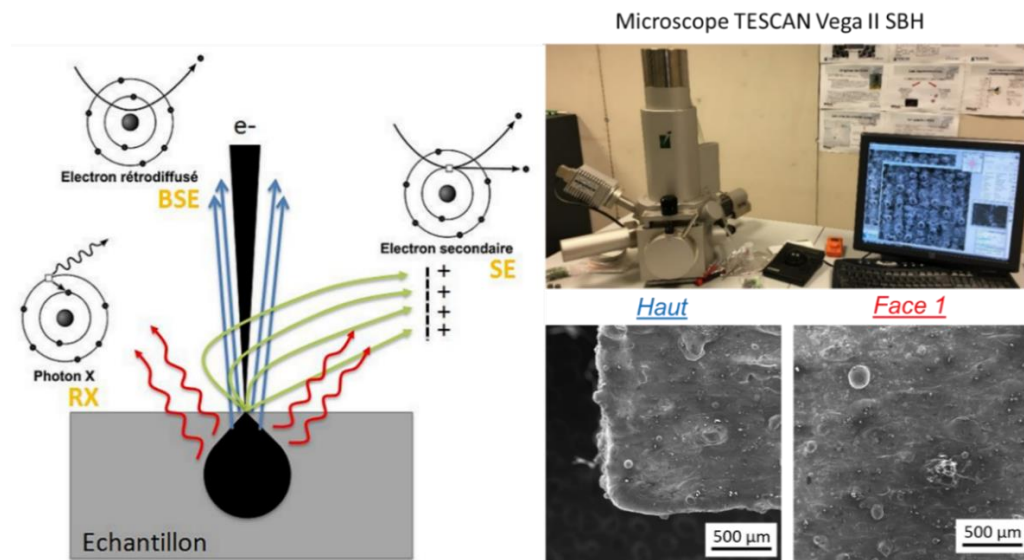 Microscope TESCAN Vega II SBH
e-
Electron rétrodiffusé
BSE
Electron secondaire
SE
+
+
+
+
Photon X
RX
Echantillon
Haut
Face 1
500 µm
500 µm